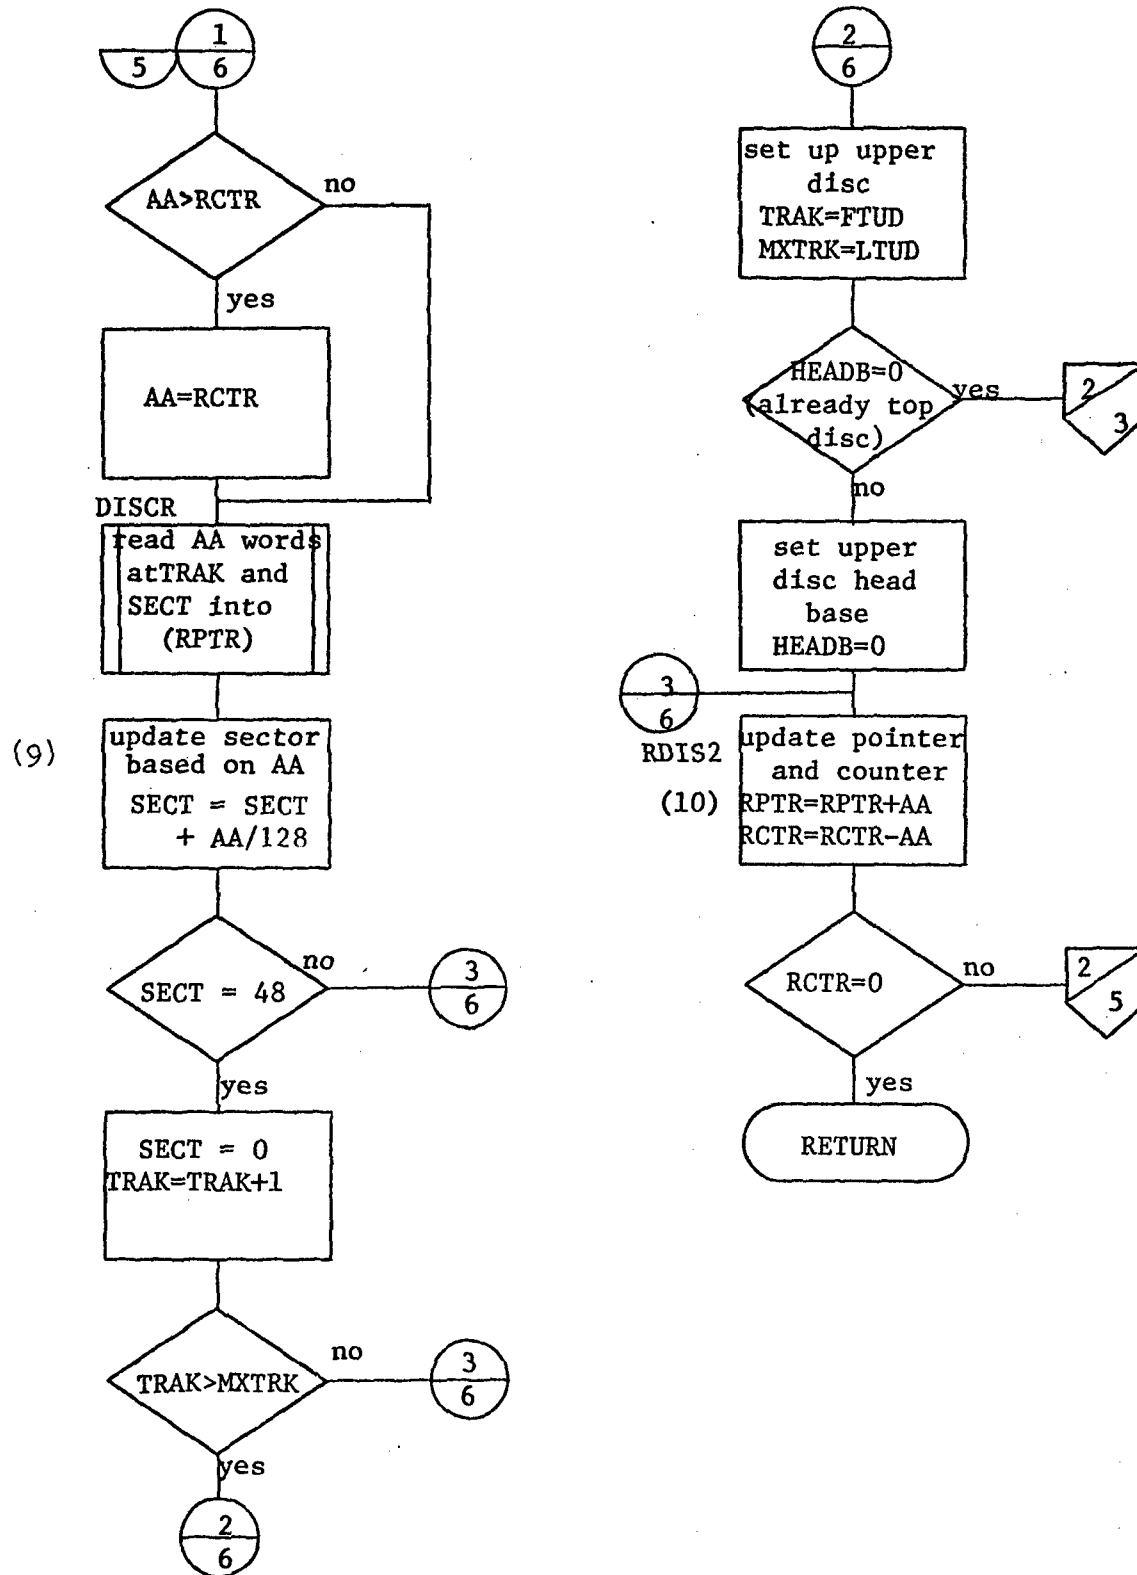 1
5
6
AA>RCTR
no
yes
AA=RCTR
DISCR
read AA words
atTRAK and
SECT into
(RPTR)
(9)
update sector
based on AA
SECT = SECT
+ AA/128
SECT = 48
no
3
6
yes
SECT = 0
TRAK=TRAK+1
TRAK>MXTRK
no
3
6
yes
2
6
2
6
set up upper
disc
TRAK=FTUD
MXTRK=LTUD
HEADB=0
(already top
disc)
yes
2
3
no
set upper
disc head
base
HEADB=0
3
6
RDIS2
(10)
update pointer
and counter
RPTR=RPTR+AA
RCTR=RCTR-AA
RCTR=0
no
2
5
yes
RETURN